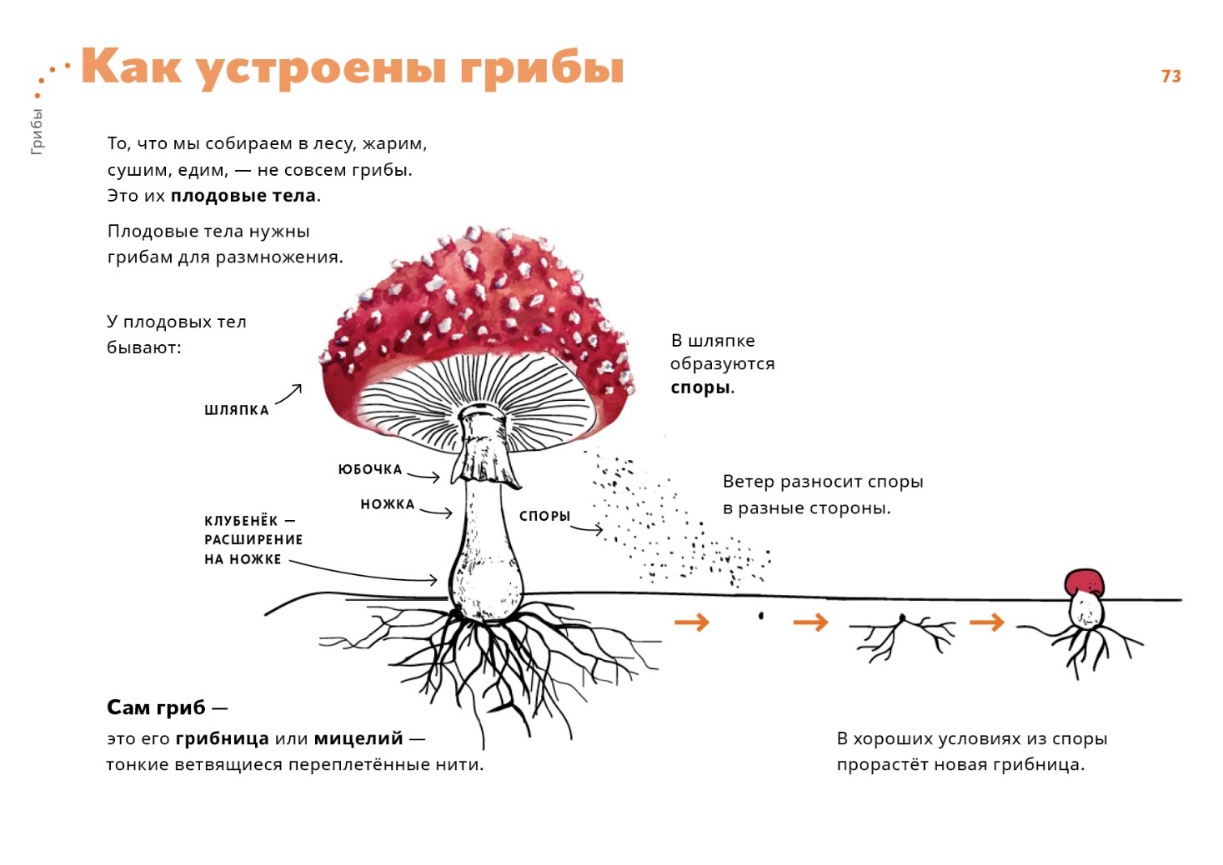 Как устроены грибы
73
Грибы
То, что мы собираем в лесу, жарим,
сушим, едим, — не совсем грибы.
Это их плодовые тела.
Плодовые тела нужны
грибам для размножения.
У плодовых тел
бывают:
ШЛЯПКА
ЮБОЧКА
НОЖКА
КЛУБЕНЁК —
РАСШИРЕНИЕ
НА НОЖКЕ
СПОРЫ
В шляпке
образуются
споры.
Ветер разносит споры
в разные стороны.
Сам гриб —
это его грибница или мицелий —
тонкие ветвящиеся переплетённые нити.
В хороших условиях из споры
прорастёт новая грибница.